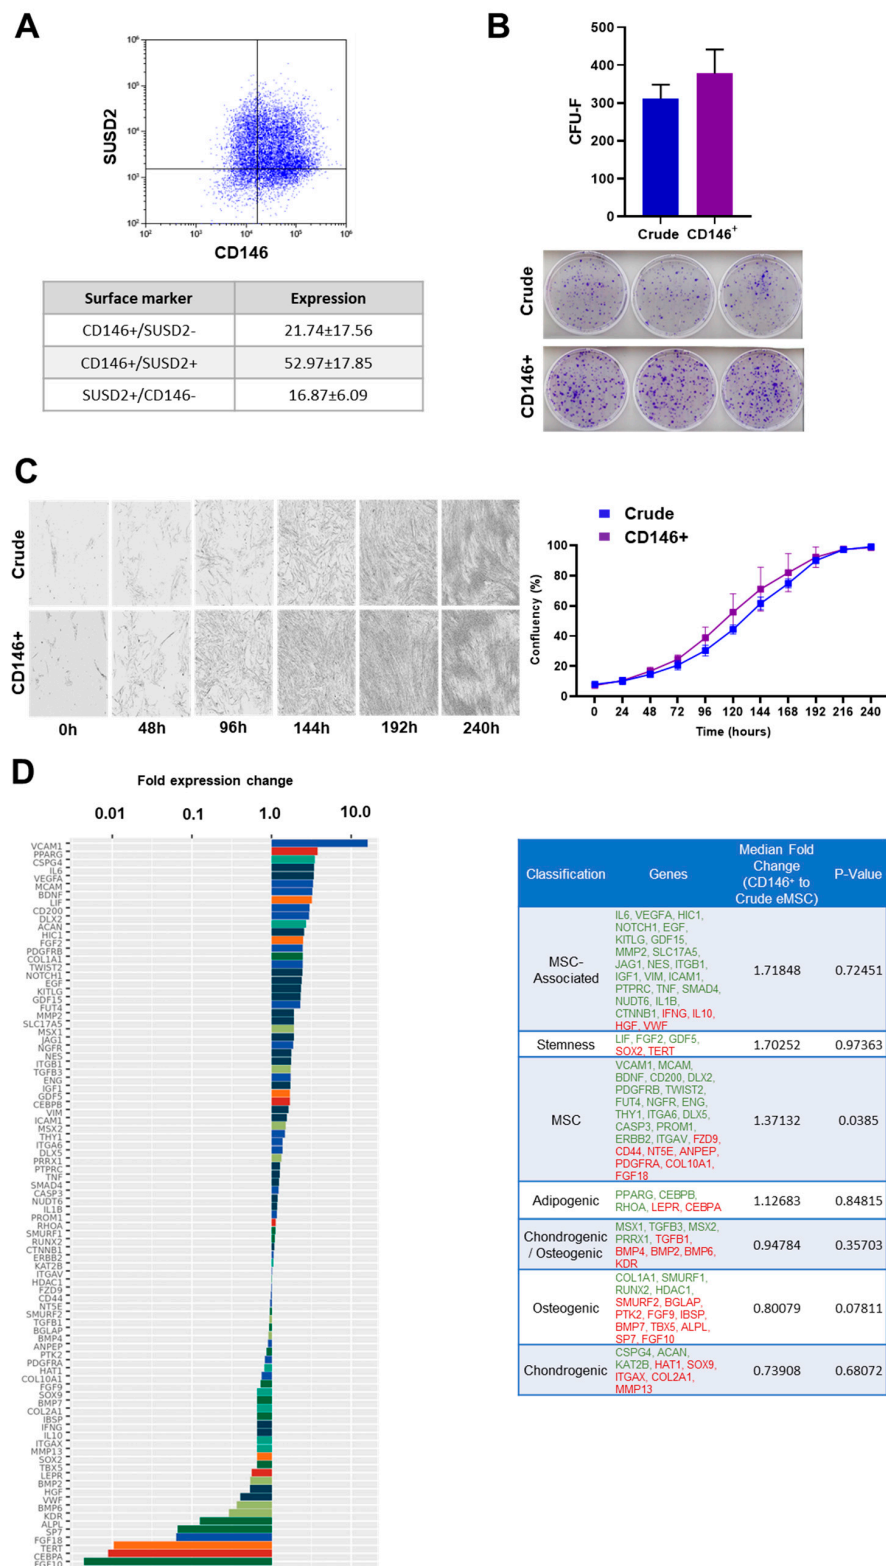 A
SUSD2
10⁶
10⁵
10⁴
10³
10²
10² 10³ 10⁴ 10⁵ 10⁶
CD146
Surface marker Expression
CD146+/SUSD2- 21.74±17.56
CD146+/SUSD2+ 52.97±17.85
SUSD2+/CD146- 16.87±6.09
B
CFU-F
500
400
300
200
100
0
Crude CD146⁺
Crude
CD146+
C
Crude
CD146+
0h 48h 96h 144h 192h 240h
Crude
CD146+
Confluency (%)
100
80
60
40
20
0
0 24 48 72 96 120 144 168 192 216 240
Time (hours)
D
Fold expression change
0.01 0.1 1.0 10.0
VCAM1
PPARG
CSPG4
IL6
VEGFA
MCAM
BDNF
LIF
CD200
DLX2
ACAN
HIC1
FGF2
PDGFRB
COL1A1
TWIST2
NOTCH1
EGF
KITLG
GDF15
FUT4
MMP2
SLC17A5
MSX1
JAG1
NGFR
NES
ITGB1
TGFB3
ENG
IGF1
GDF5
CEBPB
VIM
ICAM1
MSX2
THY1
ITGA6
DLX5
PRRX1
PTPRC
TNF
SMAD4
CASP3
NUDT6
IL1B
PROM1
RHOA
SMURF1
RUNX2
CTNNB1
ERBB2
KAT2B
ITGAV
HDAC1
FZD9
CD44
NT5E
SMURF2
TGFB1
BGLAP
BMP4
ANPEP
PTK2
PDGFRA
HAT1
COL10A1
FGF9
SOX9
BMP7
COL2A1
IBSP
IFNG
IL10
ITGAX
MMP13
SOX2
TBX5
LEPR
BMP2
HGF
VWF
BMP6
KDR
ALPL
SP7
FGF18
TERT
CEBPA
FGF10
Classification Genes Median Fold
Change
(CD146⁺ to
Crude eMSC) P-Value
MSC-
Associated
IL6, VEGFA, HIC1,
NOTCH1, EGF,
KITLG, GDF15,
MMP2, SLC17A5,
JAG1, NES, ITGB1,
IGF1, VIM, ICAM1,
PTPRC, TNF, SMAD4,
NUDT6, IL1B,
CTNNB1, IFNG, IL10,
HGF, VWF
1.71848 0.72451
Stemness
LIF, FGF2, GDF5,
SOX2, TERT
1.70252 0.97363
MSC
VCAM1, MCAM,
BDNF, CD200, DLX2,
PDGFRB, TWIST2,
FUT4, NGFR, ENG,
THY1, ITGA6, DLX5,
CASP3, PROM1,
ERBB2, ITGAV, FZD9,
CD44, NT5E, ANPEP,
PDGFRA, COL10A1,
FGF18
1.37132 0.0385
Adipogenic
PPARG, CEBPB,
RHOA, LEPR, CEBPA
1.12683 0.84815
Chondrogenic
/ Osteogenic
MSX1, TGFB3, MSX2,
PRRX1, TGFB1,
BMP4, BMP2, BMP6,
KDR
0.94784 0.35703
Osteogenic
COL1A1, SMURF1,
RUNX2, HDAC1,
SMURF2, BGLAP,
PTK2, FGF9, IBSP,
BMP7, TBX5, ALPL,
SP7, FGF10
0.80079 0.07811
Chondrogenic
CSPG4, ACAN,
KAT2B, HAT1, SOX9,
ITGAX, COL2A1,
MMP13
0.73908 0.68072